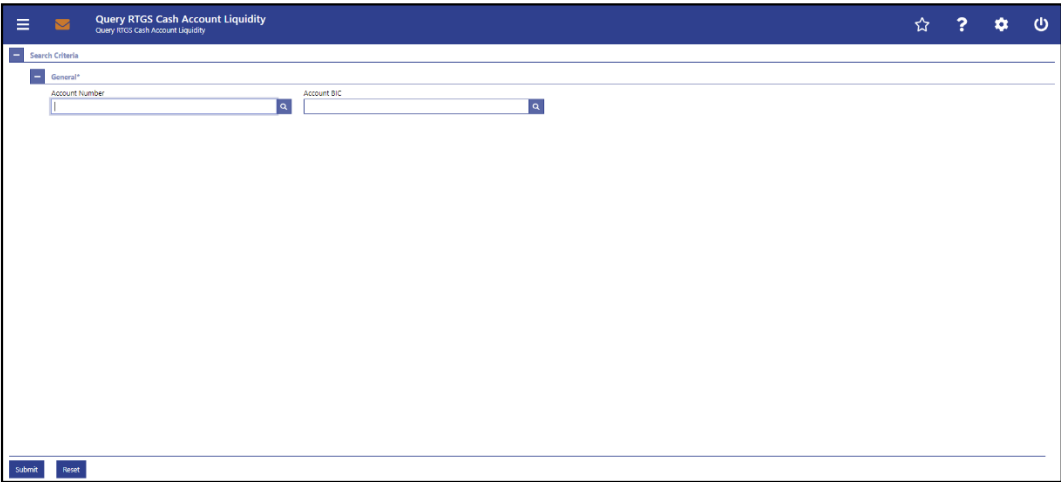 Query RTGS Cash Account Liquidity
Query RTGS Cash Account Liquidity
Search Criteria
General*
Account Number Account BIC
Submit Reset